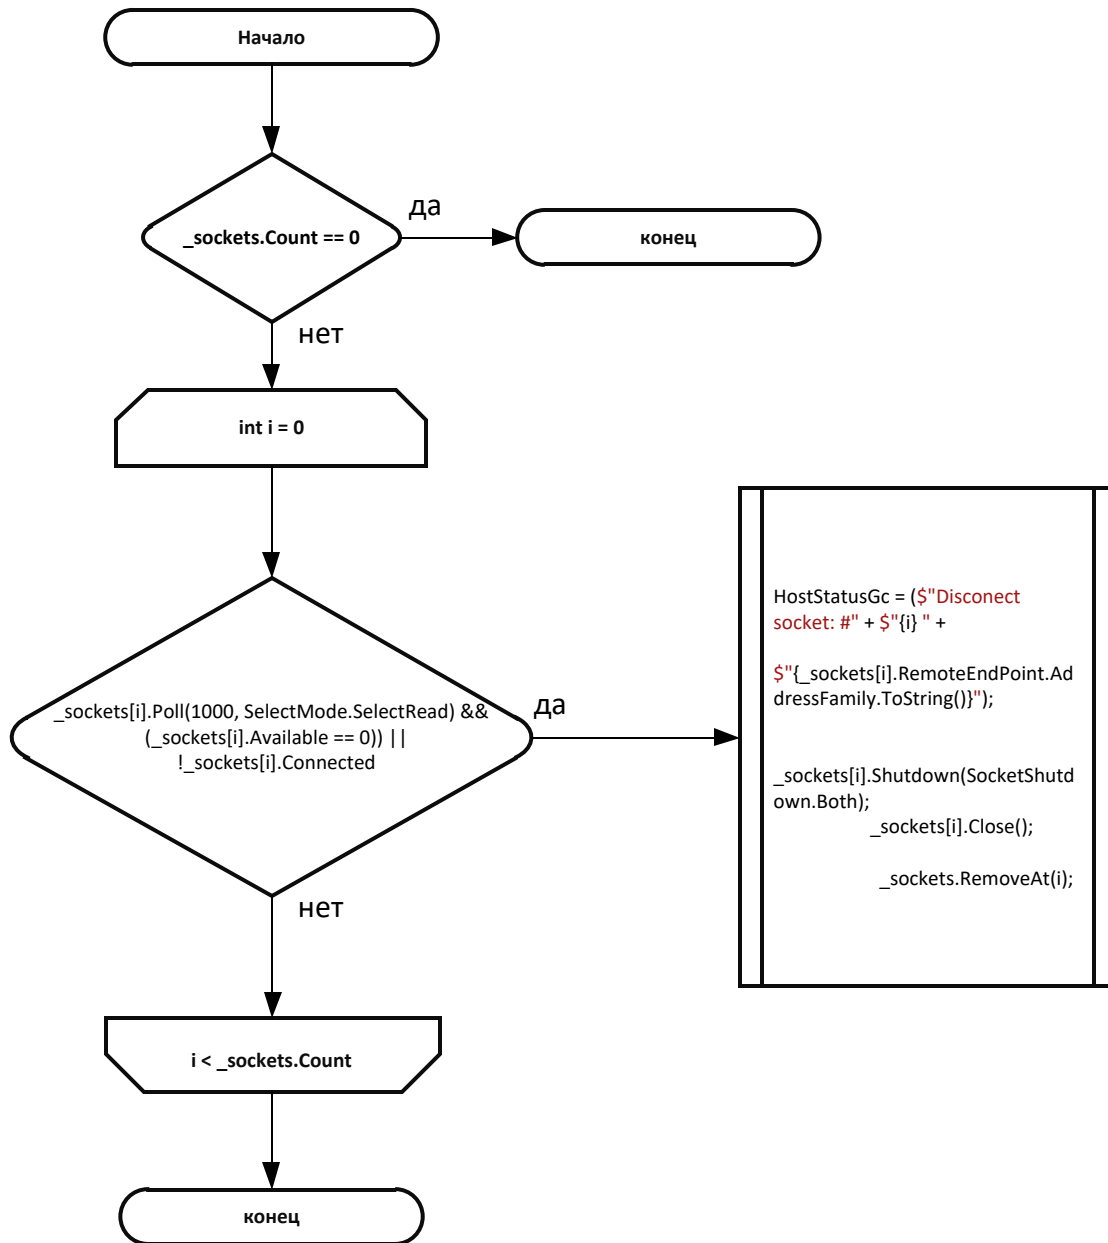 Начало
_sockets.Count == 0
да
конец
нет
int i = 0
_sockets[i].Poll(1000, SelectMode.SelectRead) &&
(_sockets[i].Available == 0)) ||
!_sockets[i].Connected
да
HostStatusGc = ($"Disconect
socket: #" + $"{i} " +
$"{_sockets[i].RemoteEndPoint.Ad
dressFamily.ToString()}");
_sockets[i].Shutdown(SocketShutd
own.Both);
_sockets[i].Close();
_sockets.RemoveAt(i);
нет
i < _sockets.Count
конец